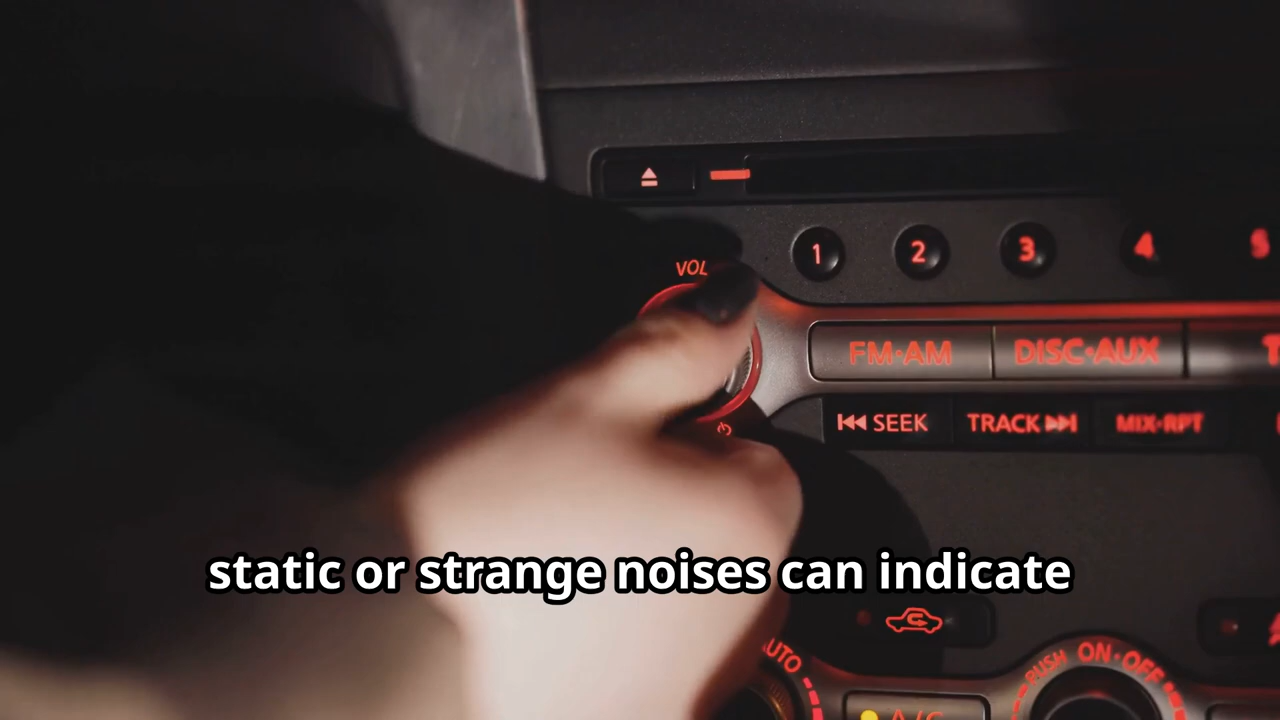 VOL
1 2 3 4 5
FM·AM DISC·AUX
SEEK TRACK MIX·RPT
static or strange noises can indicate
AUTO PUSH ON·OFF
A/C